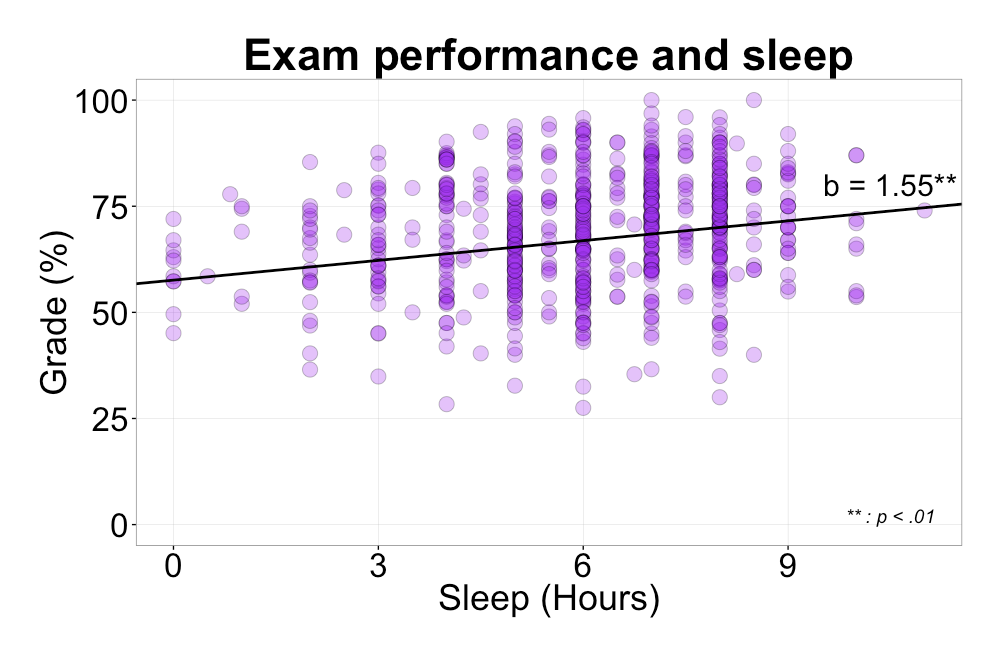 Exam performance and sleep
100
75
50
25
0
Grade (%)
b = 1.55**
** : p < .01
0 3 6 9
Sleep (Hours)